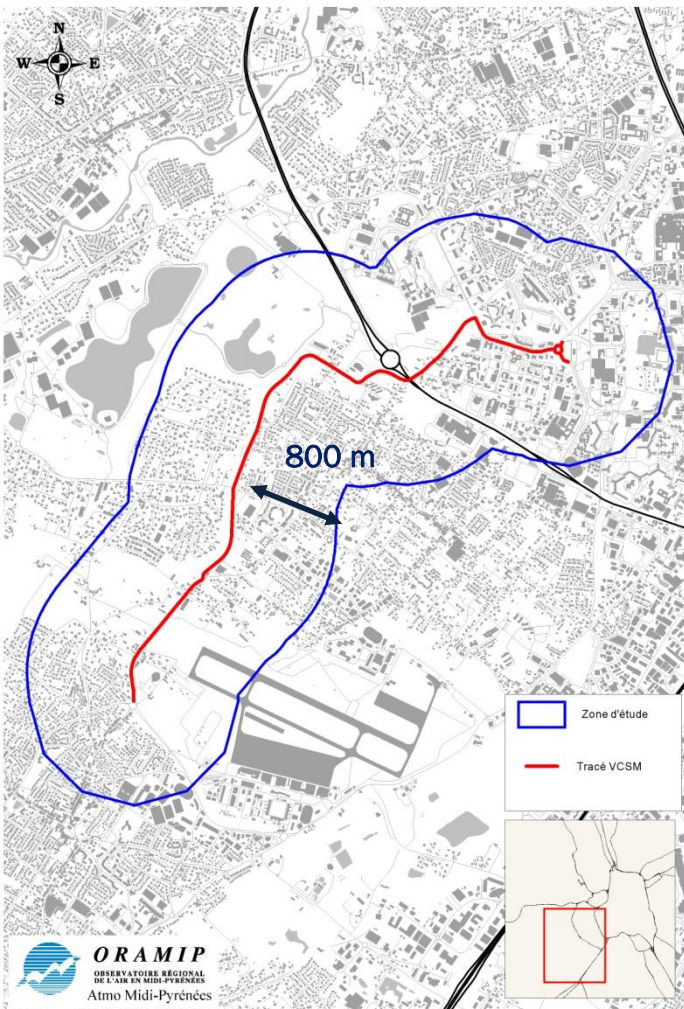 N
W E
S
800 m
Zone d'étude
Tracé VCSM
ORAMIP
OBSERVATOIRE RÉGIONAL
DE L'AIR EN MIDI-PYRÉNÉES
Atmo Midi-Pyrénées